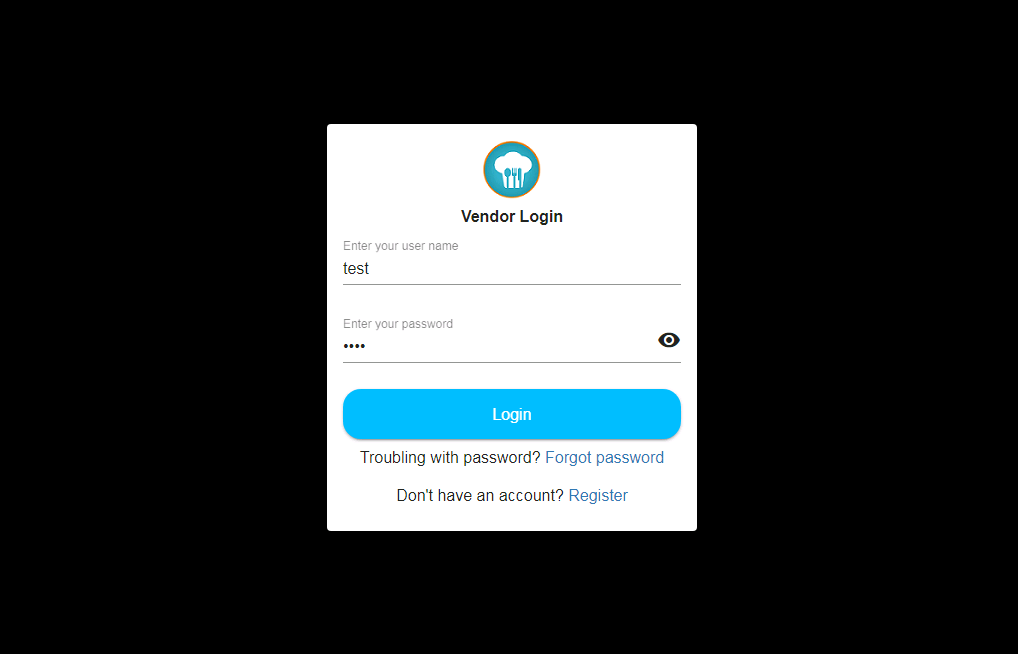 Vendor Login
Enter your user name
test
Enter your password
••••
Login
Troubling with password? Forgot password
Don't have an account? Register